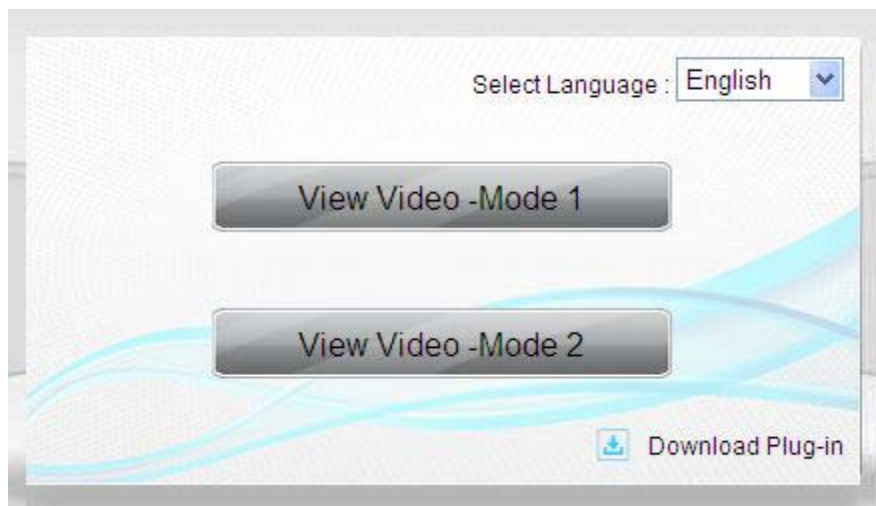 Select Language : English
View Video -Mode 1
View Video -Mode 2
Download Plug-in